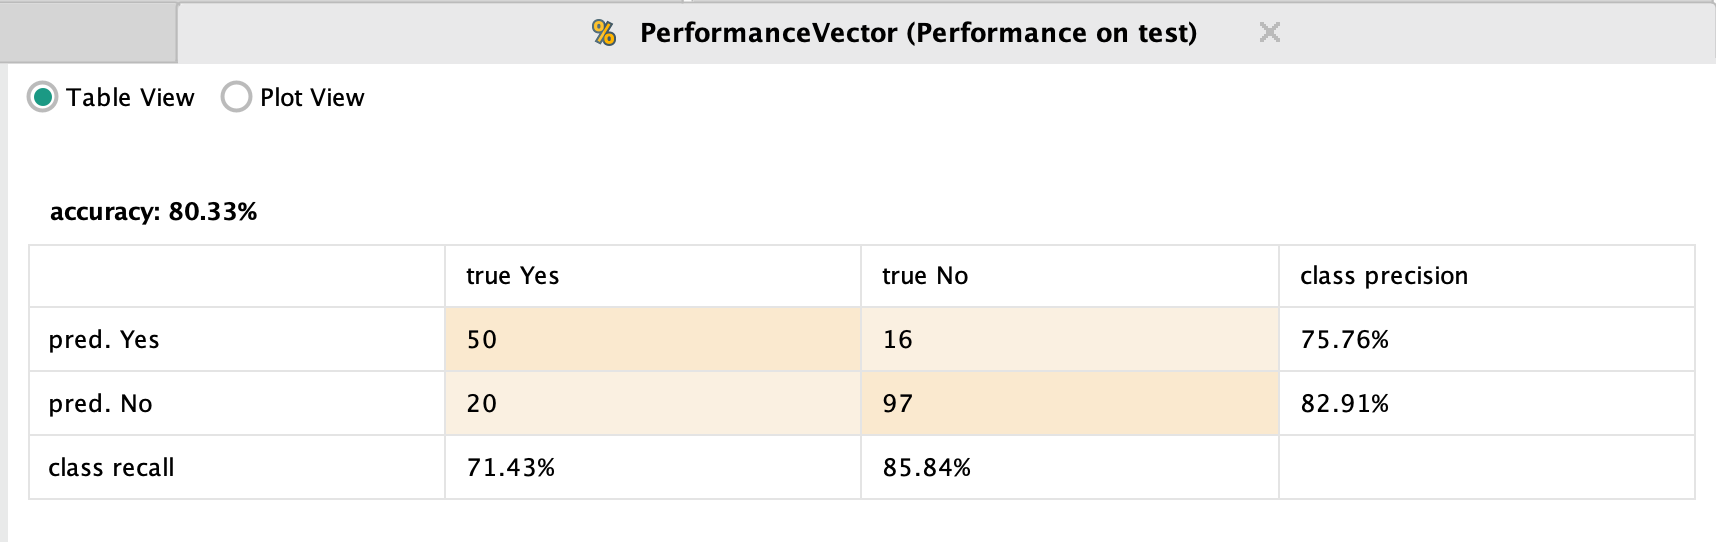 PerformanceVector (Performance on test)
Table View Plot View
accuracy: 80.33%
true Yes true No class precision
pred. Yes 50 16 75.76%
pred. No 20 97 82.91%
class recall 71.43% 85.84%